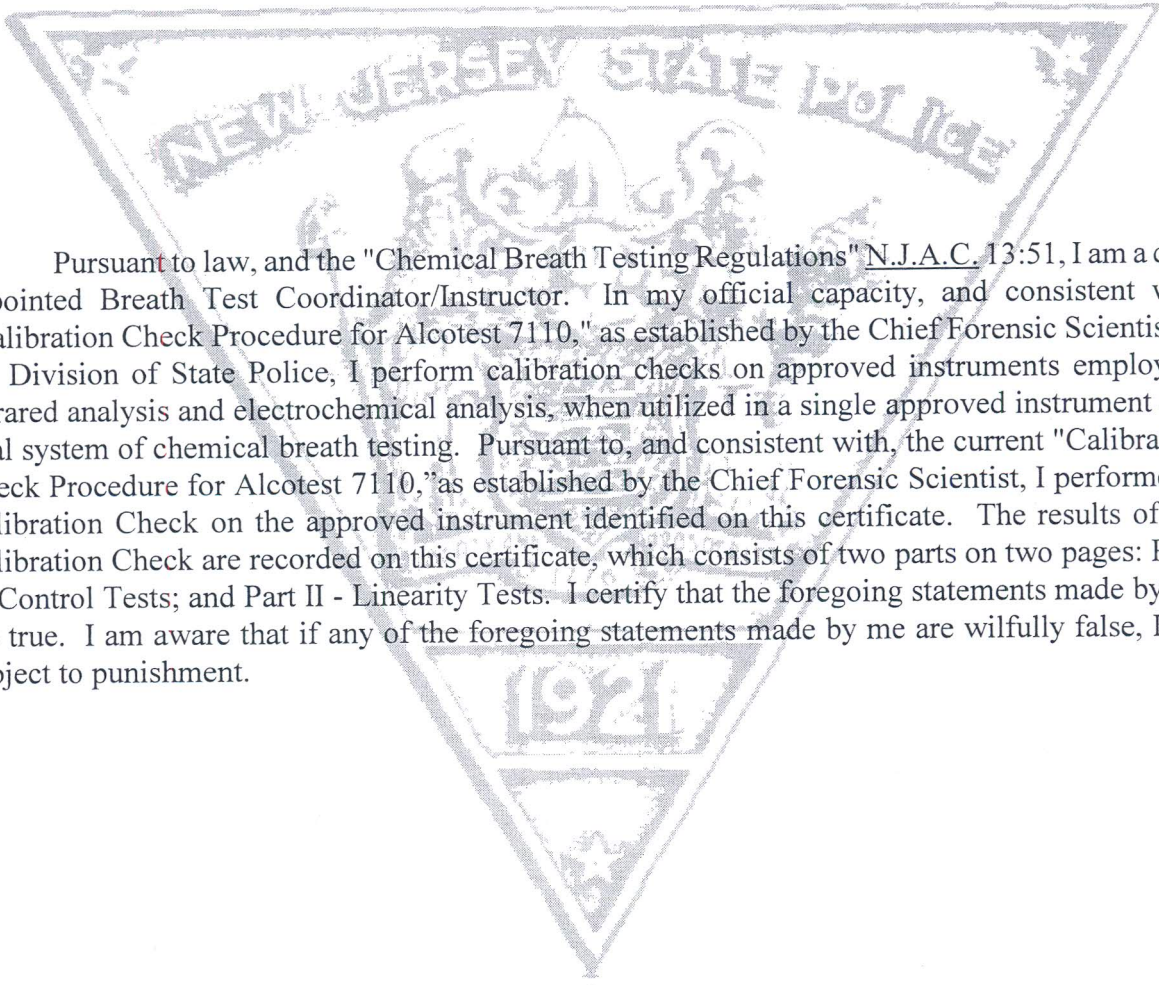 NEW JERSEY STATE POLICE
Pursuant to law, and the "Chemical Breath Testing Regulations" N.J.A.C. 13:51, I am a
pointed Breath Test Coordinator/Instructor. In my official capacity, and consistent
alibration Check Procedure for Alcotest 7110," as established by the Chief Forensic Scientis
Division of State Police, I perform calibration checks on approved instruments employ
rared analysis and electrochemical analysis, when utilized in a single approved instrument
al system of chemical breath testing. Pursuant to, and consistent with, the current "Calibra
eck Procedure for Alcotest 7110,"as established by the Chief Forensic Scientist, I performe
libration Check on the approved instrument identified on this certificate. The results of
libration Check are recorded on this certificate, which consists of two parts on two pages:
Control Tests; and Part II - Linearity Tests. I certify that the foregoing statements made by
true. I am aware that if any of the foregoing statements made by me are wilfully false, I
ject to punishment.
1921